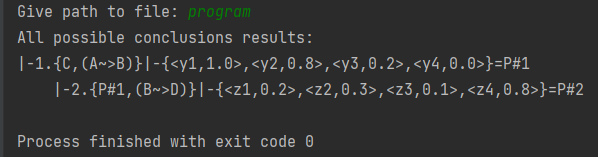 Give path to file: program
All possible conclusions results:
|-1.{C,(A~>B)}|-{<y1,1.0>,<y2,0.8>,<y3,0.2>,<y4,0.0>}=P#1
    |-2.{P#1,(B~>D)}|-{<z1,0.2>,<z2,0.3>,<z3,0.1>,<z4,0.8>}=P#2
Process finished with exit code 0